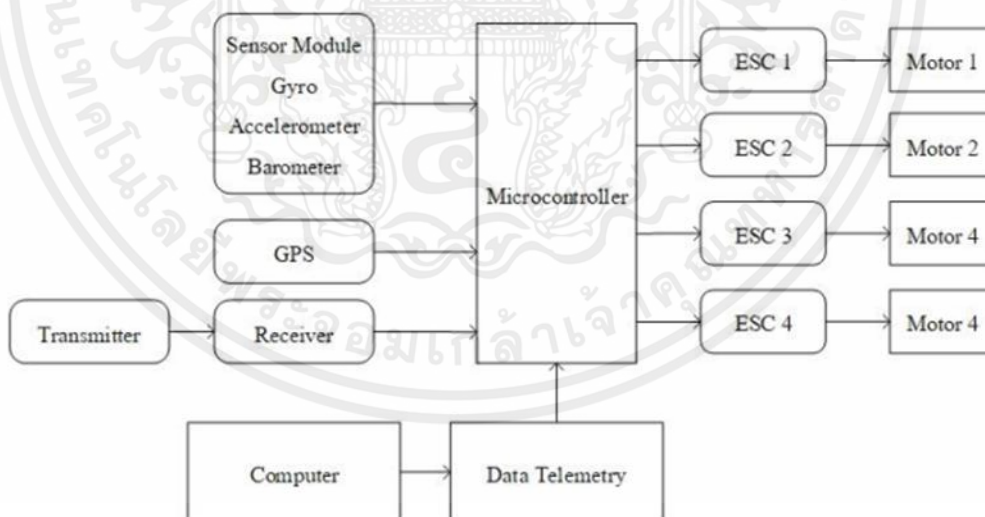 Sensor Module
Gyro
Accelerometer
Barometer
GPS
Transmitter
Receiver
Microcontroller
ESC 1
Motor 1
ESC 2
Motor 2
ESC 3
Motor 4
ESC 4
Motor 4
Computer
Data Telemetry